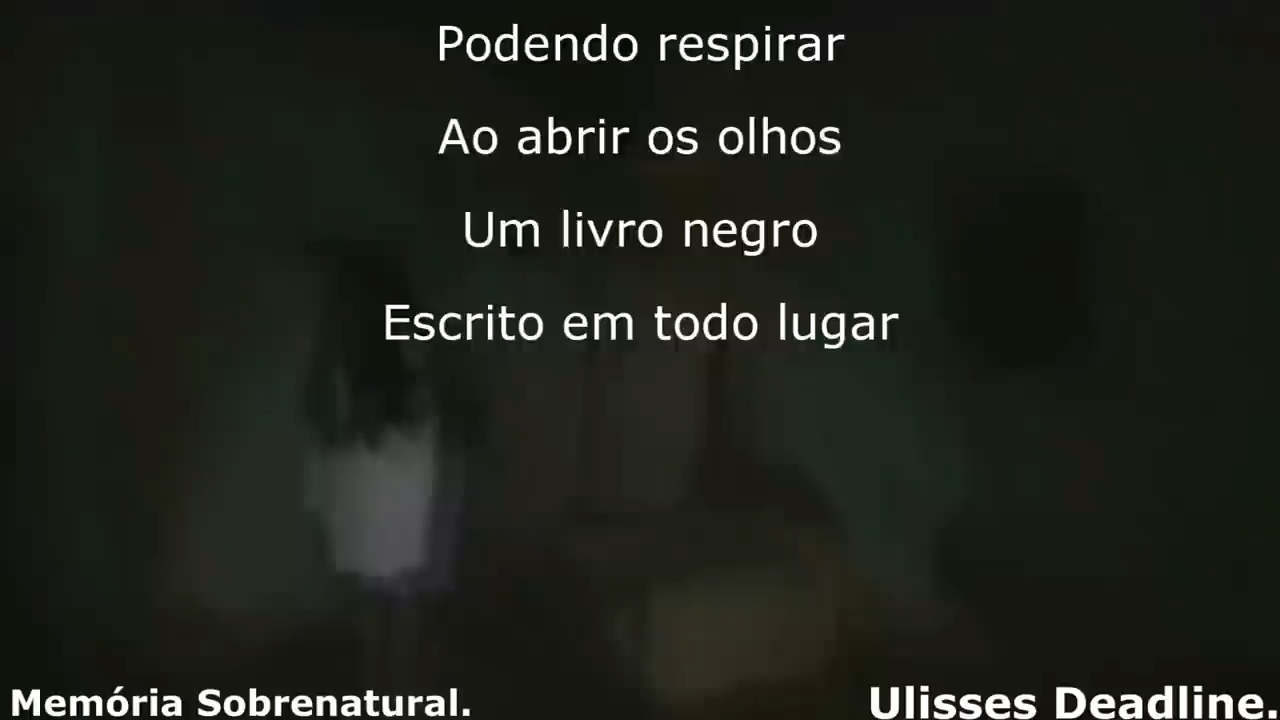 Podendo respirar
Ao abrir os olhos
Um livro negro
Escrito em todo lugar
Memória Sobrenatural.
Ulisses Deadline.